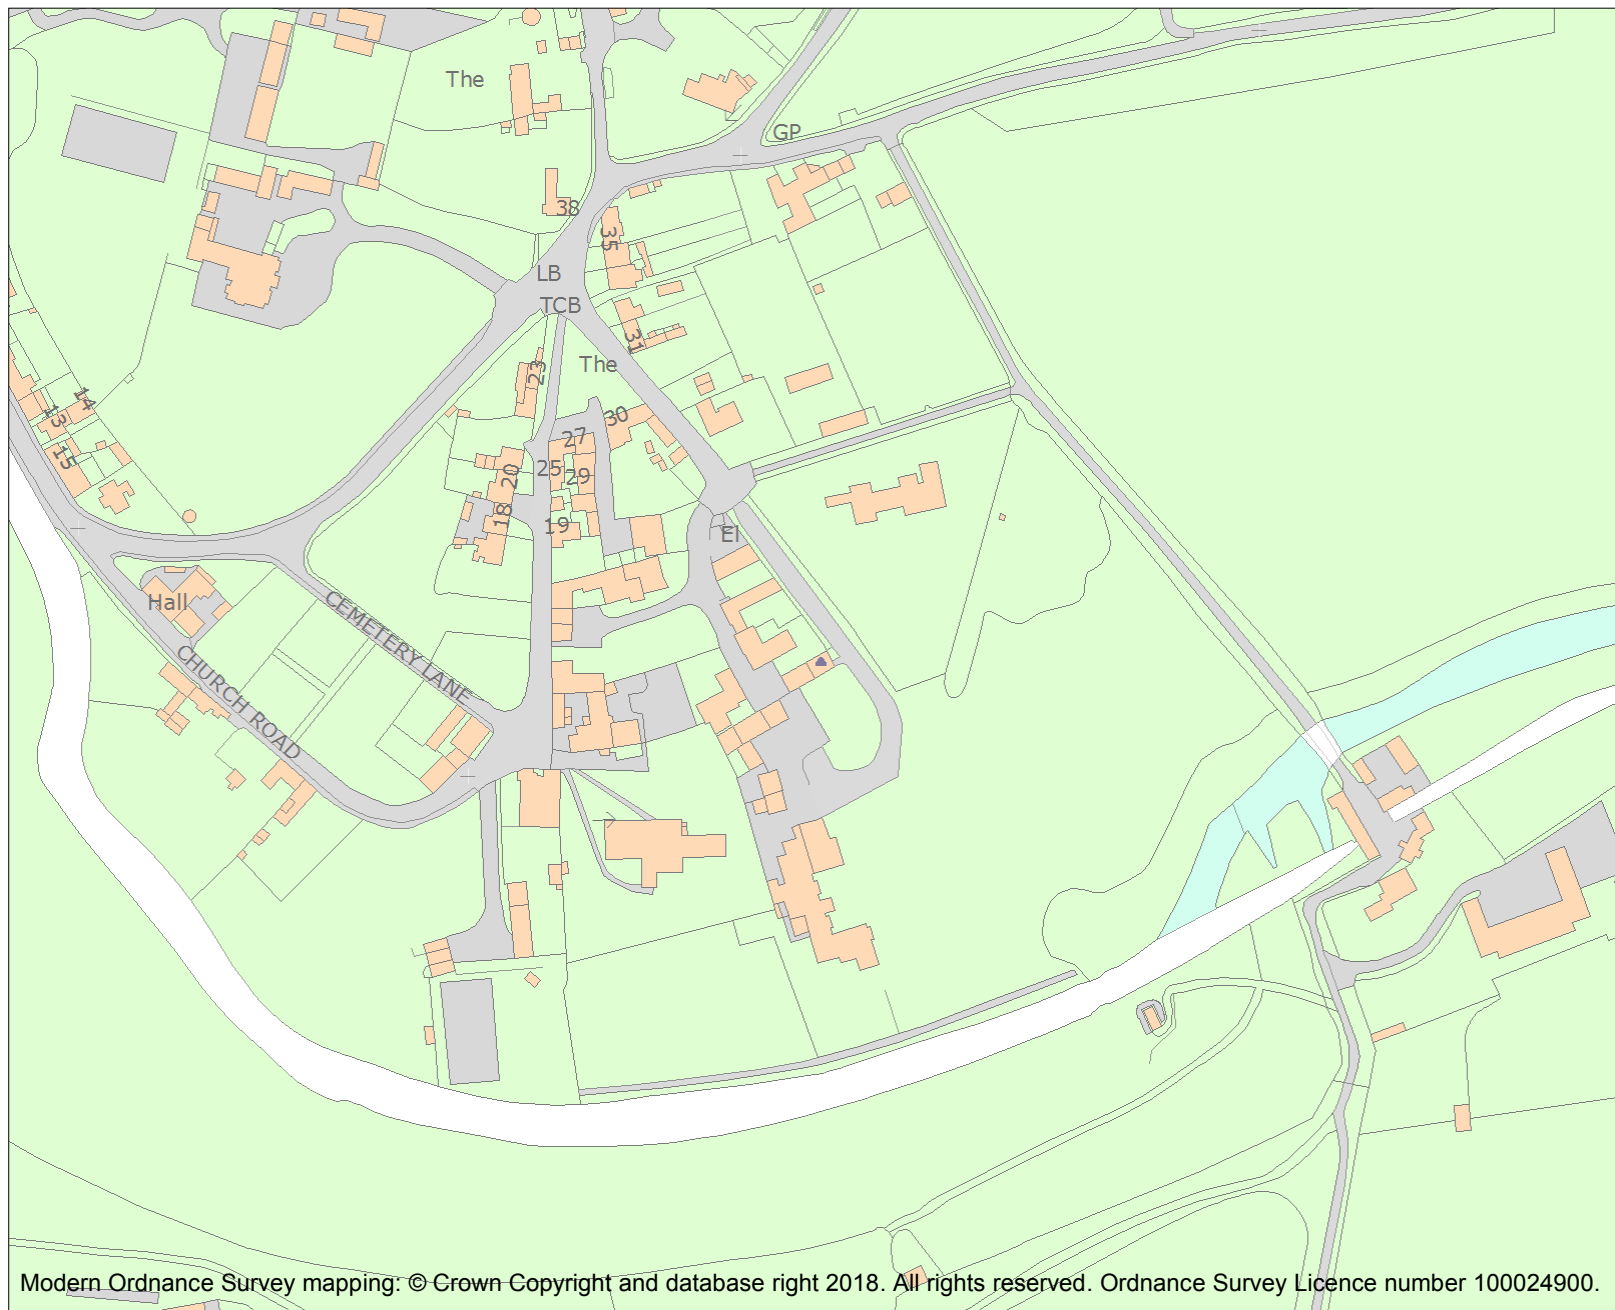 The
GP
38
35
LB
TCB
31
The
23
14
13
15
30
27
25
29
20
18
19
El
Hall
CEMETERY LANE
CHURCH ROAD
Modern Ordnance Survey mapping: © Crown Copyright and database right 2018. All rights reserved. Ordnance Survey Licence number 100024900.